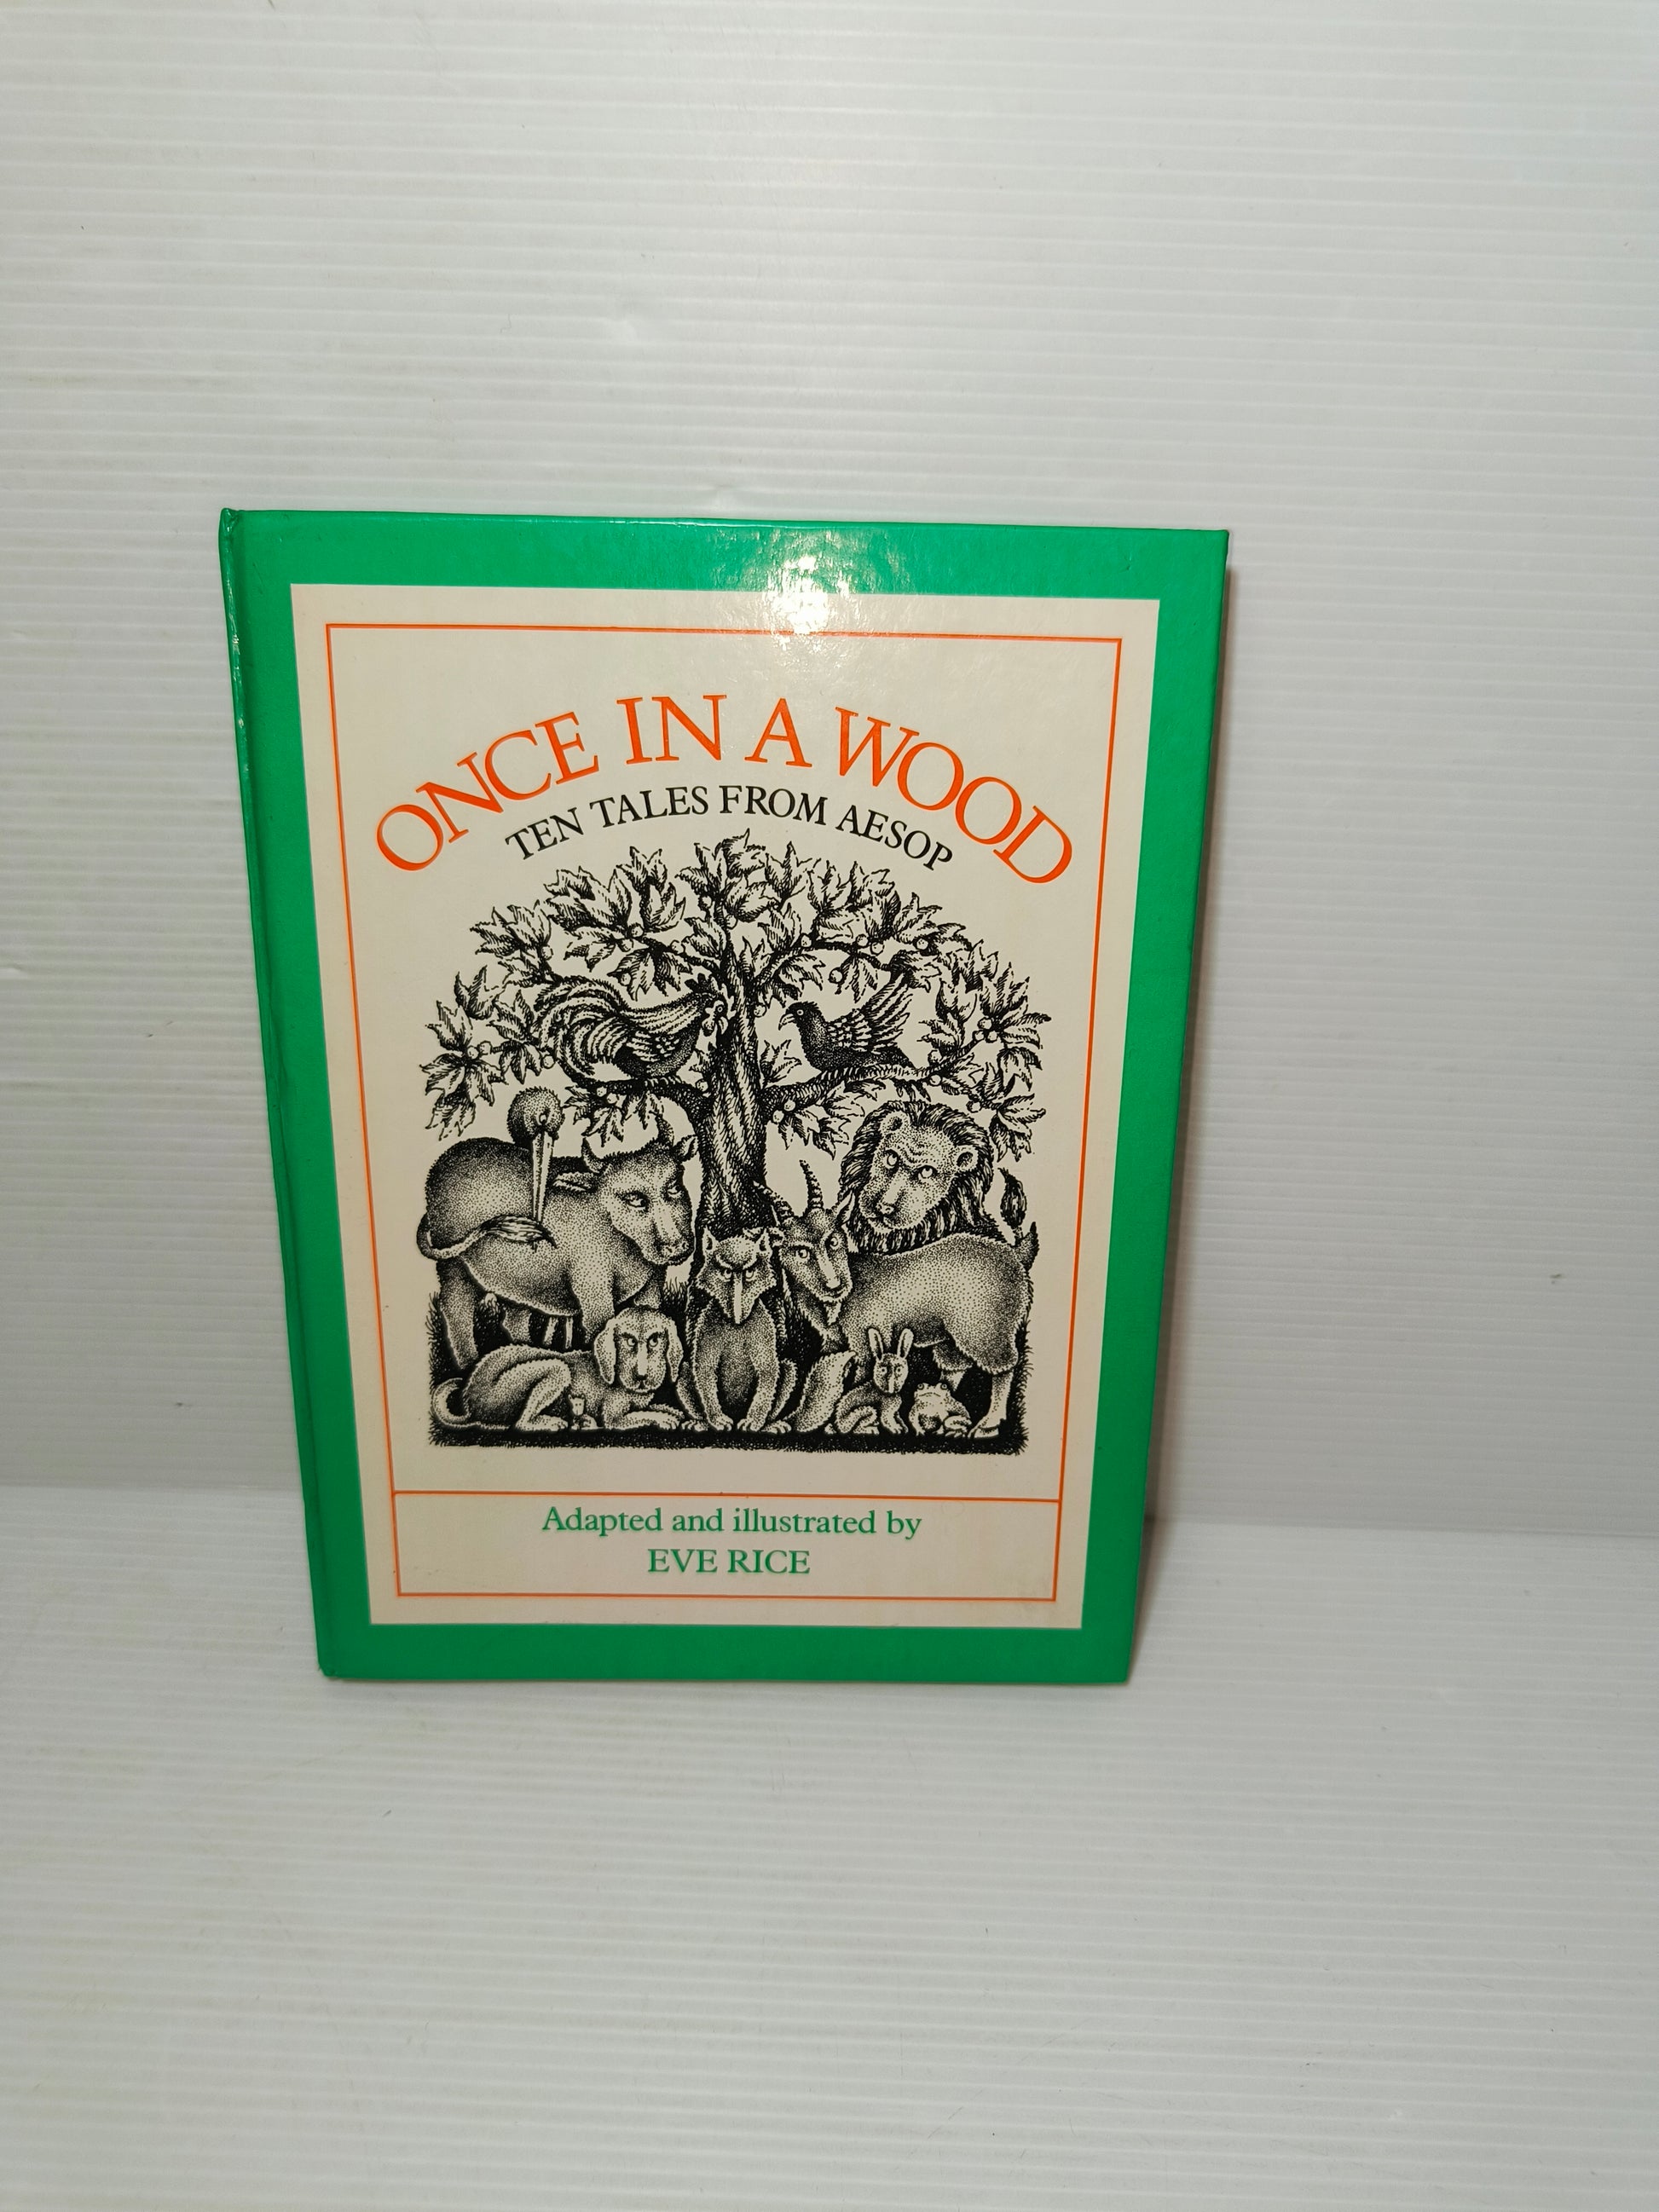 ONCE IN A WOOD
TEN TALES FROM AESOP
Adapted and illustrated by
EVE RICE